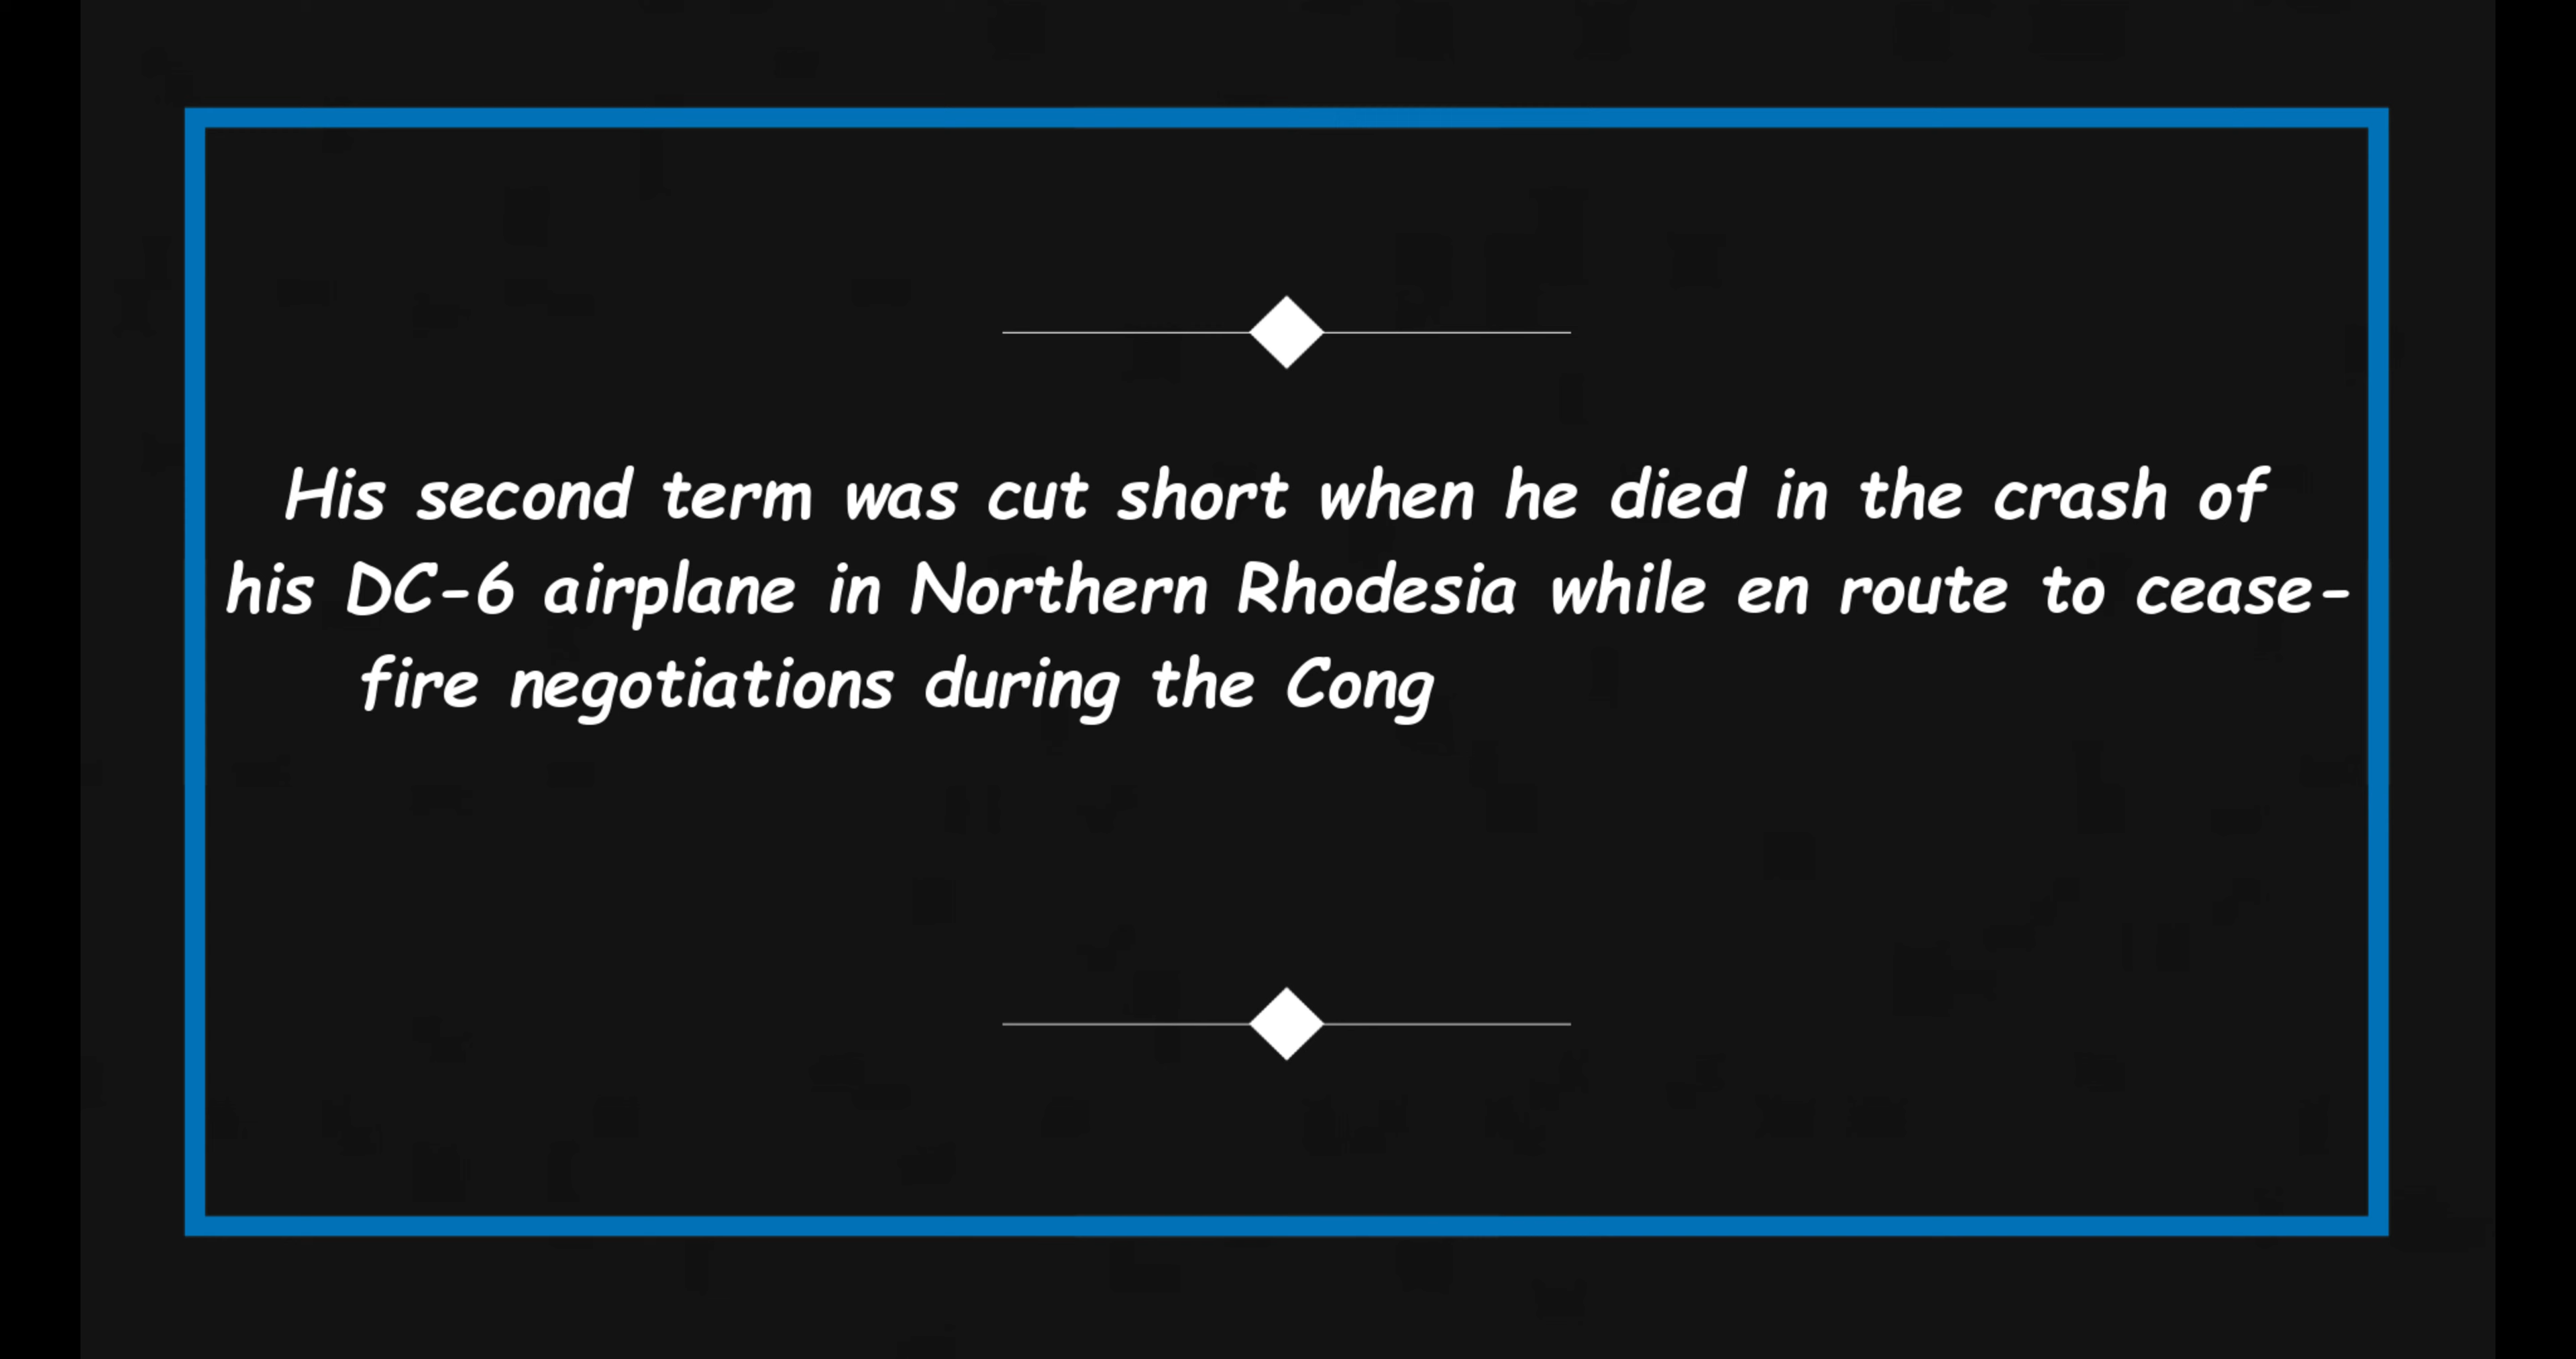 His second term was cut short when he died in the crash of
his DC-6 airplane in Northern Rhodesia while en route to cease-
fire negotiations during the Cong